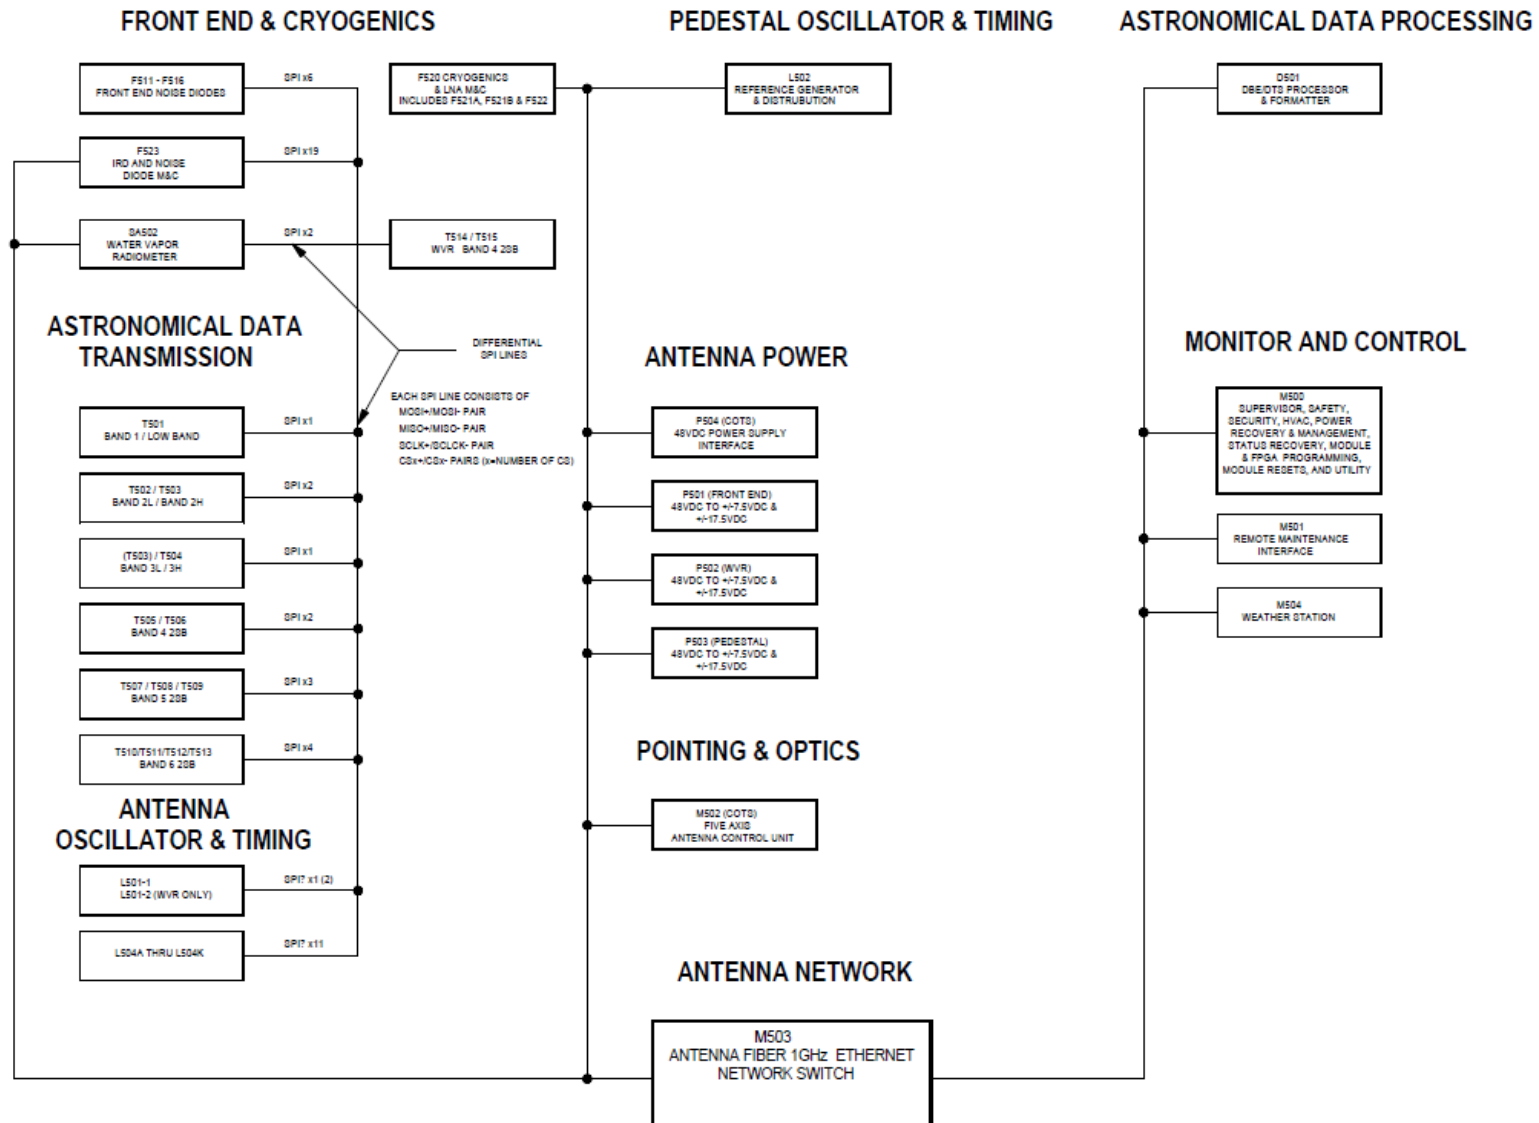 FRONT END & CRYOGENICS
PEDESTAL OSCILLATOR & TIMING
ASTRONOMICAL DATA PROCESSING
F511 - F516
FRONT END NOISE DIODES
SPI x6
F520 CRYOGENICS
& LNA M&C
INCLUDES F521A, F521B & F522
L502
REFERENCE GENERATOR
& DISTRUBUTION
D501
DBE/DTS PROCESSOR
& FORMATTER
F523
IRD AND NOISE
DIODE M&C
SPI x19
SA502
WATER VAPOR
RADIOMETER
SPI x2
T514 / T515
WVR BAND 4 2SB
ASTRONOMICAL DATA
TRANSMISSION
DIFFERENTIAL
SPI LINES
EACH SPI LINE CONSISTS OF
MOSI+/MOSI- PAIR
MISO+/MISO- PAIR
SCLK+/SCLCK- PAIR
CSx+/CSx- PAIRS (x=NUMBER OF CS)
T501
BAND 1 / LOW BAND
SPI x1
T502 / T503
BAND 2L / BAND 2H
SPI x2
(T503) / T504
BAND 3L / 3H
SPI x1
T505 / T506
BAND 4 2SB
SPI x2
T507 / T508 / T509
BAND 5 2SB
SPI x3
T510/T511/T512/T513
BAND 6 2SB
SPI x4
ANTENNA
OSCILLATOR & TIMING
L501-1
L501-2 (WVR ONLY)
SPI? x1 (2)
L504A THRU L504K
SPI? x11
ANTENNA POWER
P504 (COTS)
48VDC POWER SUPPLY
INTERFACE
P501 (FRONT END)
48VDC TO +/-7.5VDC &
+/-17.5VDC
P502 (WVR)
48VDC TO +/-7.5VDC &
+/-17.5VDC
P503 (PEDESTAL)
48VDC TO +/-7.5VDC &
+/-17.5VDC
POINTING & OPTICS
M502 (COTS)
FIVE AXIS
ANTENNA CONTROL UNIT
ANTENNA NETWORK
M503
ANTENNA FIBER 1GHz ETHERNET
NETWORK SWITCH
MONITOR AND CONTROL
M500
SUPERVISOR, SAFETY,
SECURITY, HVAC, POWER
RECOVERY & MANAGEMENT,
STATUS RECOVERY, MODULE
& FPGA PROGRAMMING,
MODULE RESETS, AND UTILITY
M501
REMOTE MAINTENANCE
INTERFACE
M504
WEATHER STATION